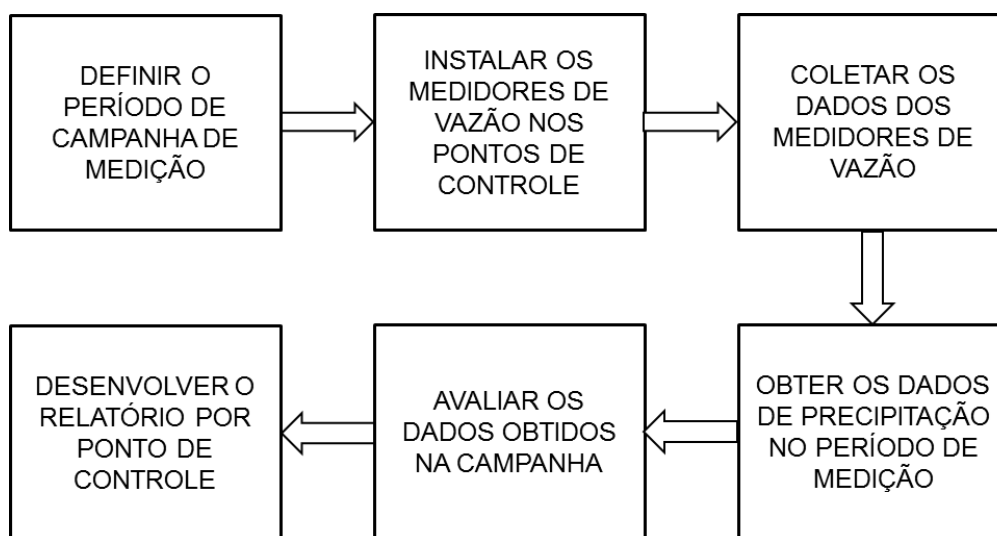 DEFINIR O
PERÍODO DE
CAMPANHA DE
MEDIÇÃO
INSTALAR OS
MEDIDORES DE
VAZÃO NOS
PONTOS DE
CONTROLE
COLETAR OS
DADOS DOS
MEDIDORES DE
VAZÃO
OBTER OS DADOS
DE PRECIPITAÇÃO
NO PERÍODO DE
MEDIÇÃO
AVALIAR OS
DADOS OBTIDOS
NA CAMPANHA
DESENVOLVER O
RELATÓRIO POR
PONTO DE
CONTROLE